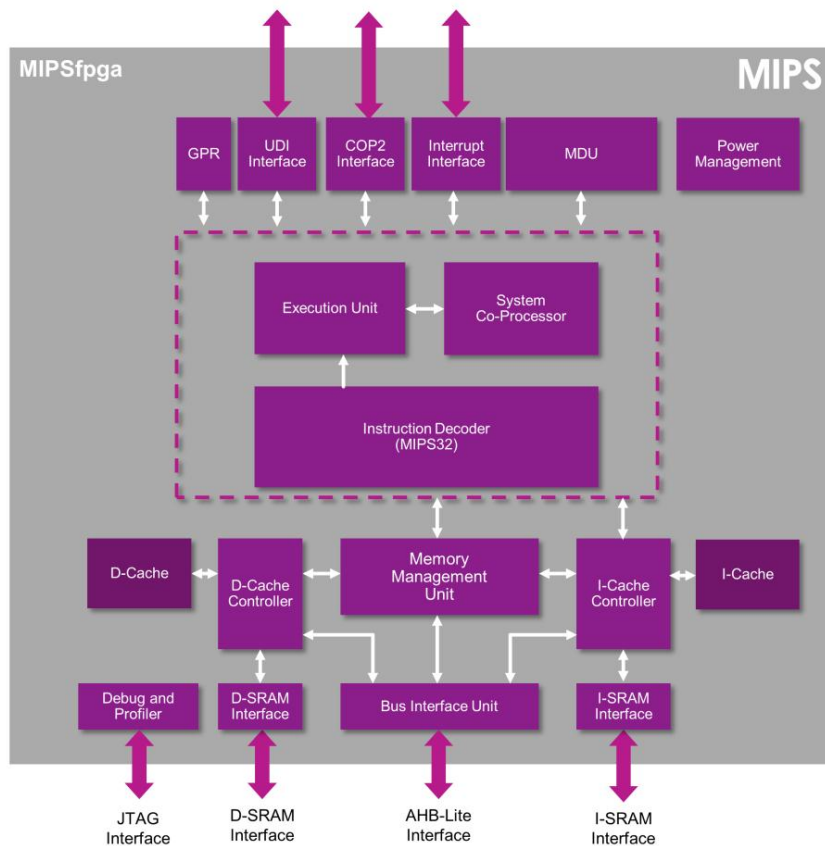 MIPSfpga
MIPS
GPR
UDI
Interface
COP2
Interface
Interrupt
Interface
MDU
Power
Management
Execution Unit
System
Co-Processor
Instruction Decoder
(MIPS32)
D-Cache
D-Cache
Controller
Memory
Management
Unit
I-Cache
Controller
I-Cache
Debug and
Profiler
D-SRAM
Interface
Bus Interface Unit
I-SRAM
Interface
JTAG
Interface
D-SRAM
Interface
AHB-Lite
Interface
I-SRAM
Interface